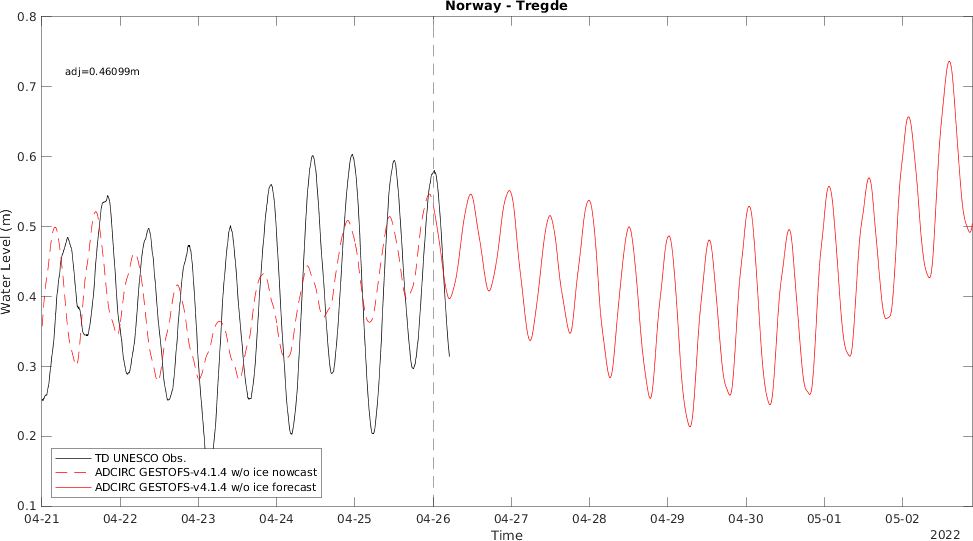 Norway - Tregde
0.8
adj=0.46099m
0.7
0.6
0.5
Water Level (m)
0.4
0.3
0.2
TD UNESCO Obs.
ADCIRC GESTOFS-v4.1.4 w/o ice nowcast
ADCIRC GESTOFS-v4.1.4 w/o ice forecast
0.1
04-21 04-22 04-23 04-24 04-25 04-26 04-27 04-28 04-29 04-30 05-01 05-02
Time 2022